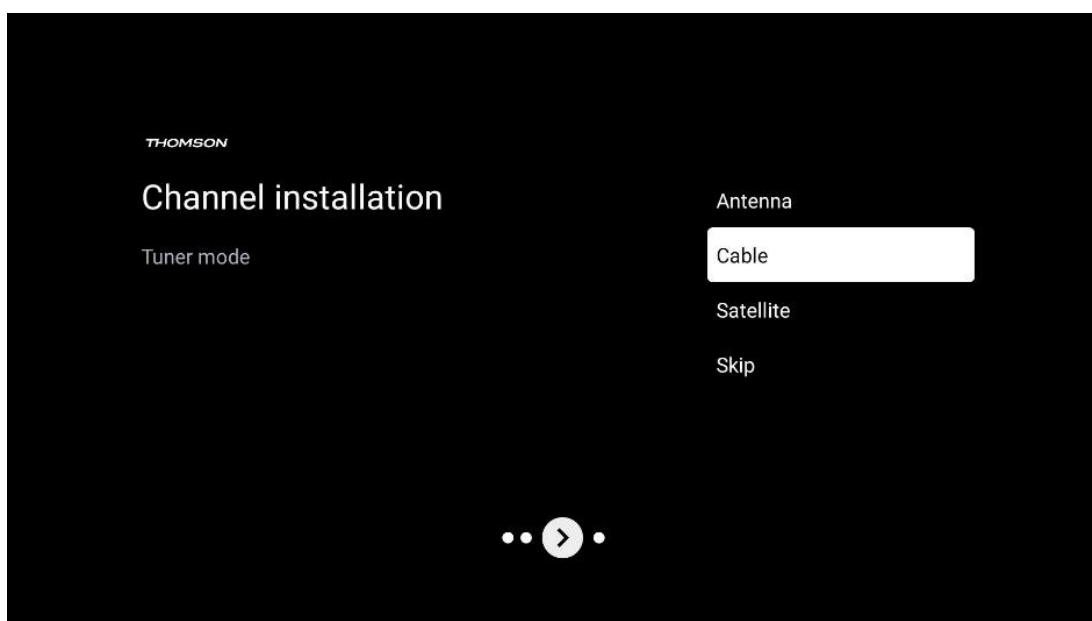 THOMSON
Channel installation
Tuner mode
Antenna
Cable
Satellite
Skip